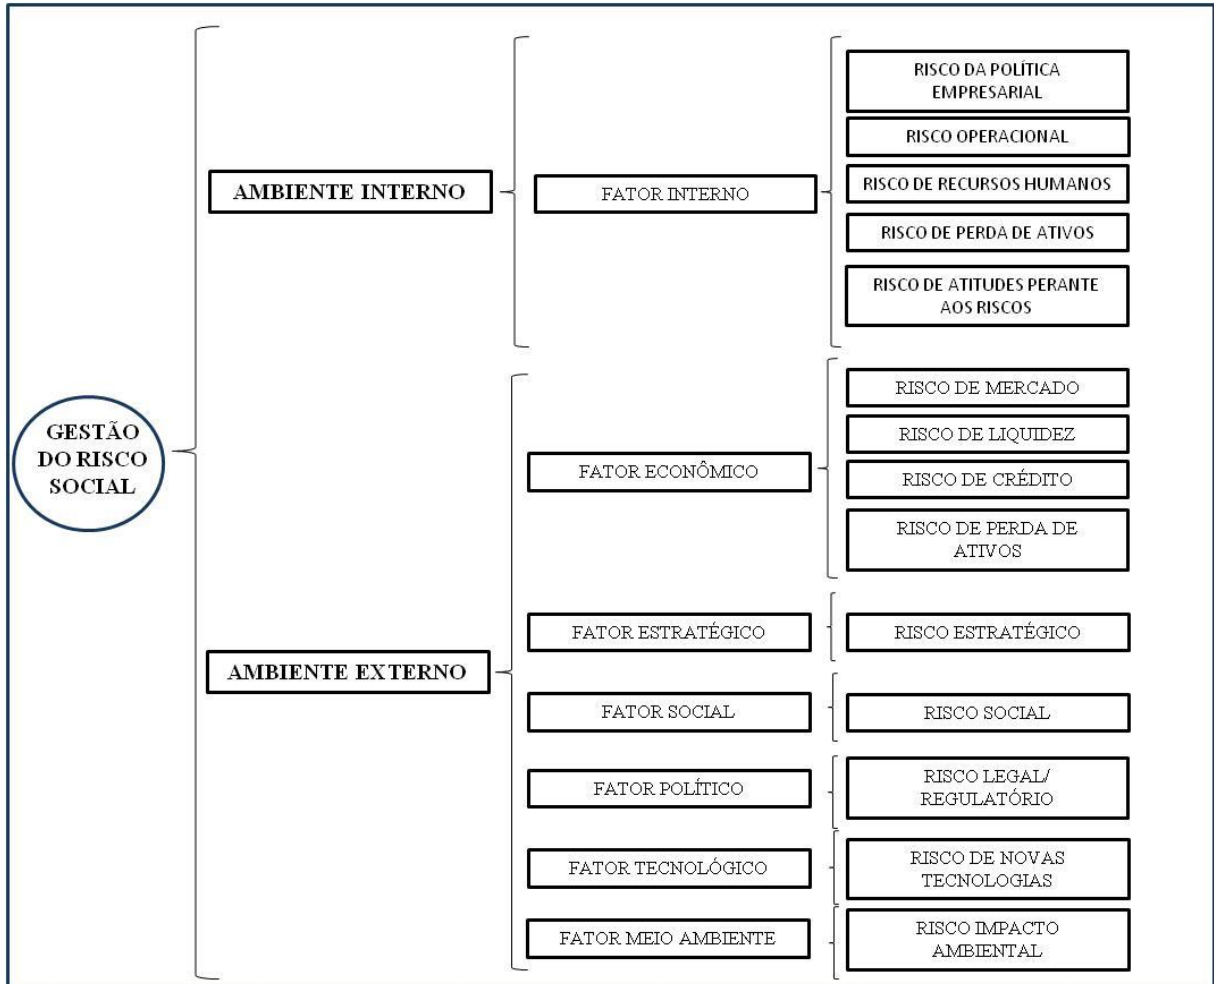 GESTÃO
DO RISCO
SOCIAL
AMBIENTE INTERNO
FATOR INTERNO
RISCO DA POLÍTICA
EMPRESARIAL
RISCO OPERACIONAL
RISCO DE RECURSOS HUMANOS
RISCO DE PERDA DE ATIVOS
RISCO DE ATITUDES PERANTE
AOS RISCOS
AMBIENTE EXTERNO
FATOR ECONÔMICO
RISCO DE MERCADO
RISCO DE LIQUIDEZ
RISCO DE CRÉDITO
RISCO DE PERDA DE
ATIVOS
FATOR ESTRATÉGICO
RISCO ESTRATÉGICO
FATOR SOCIAL
RISCO SOCIAL
FATOR POLÍTICO
RISCO LEGAL/
REGULATÓRIO
FATOR TECNOLÓGICO
RISCO DE NOVAS
TECNOLOGIAS
FATOR MEIO AMBIENTE
RISCO IMPACTO
AMBIENTAL